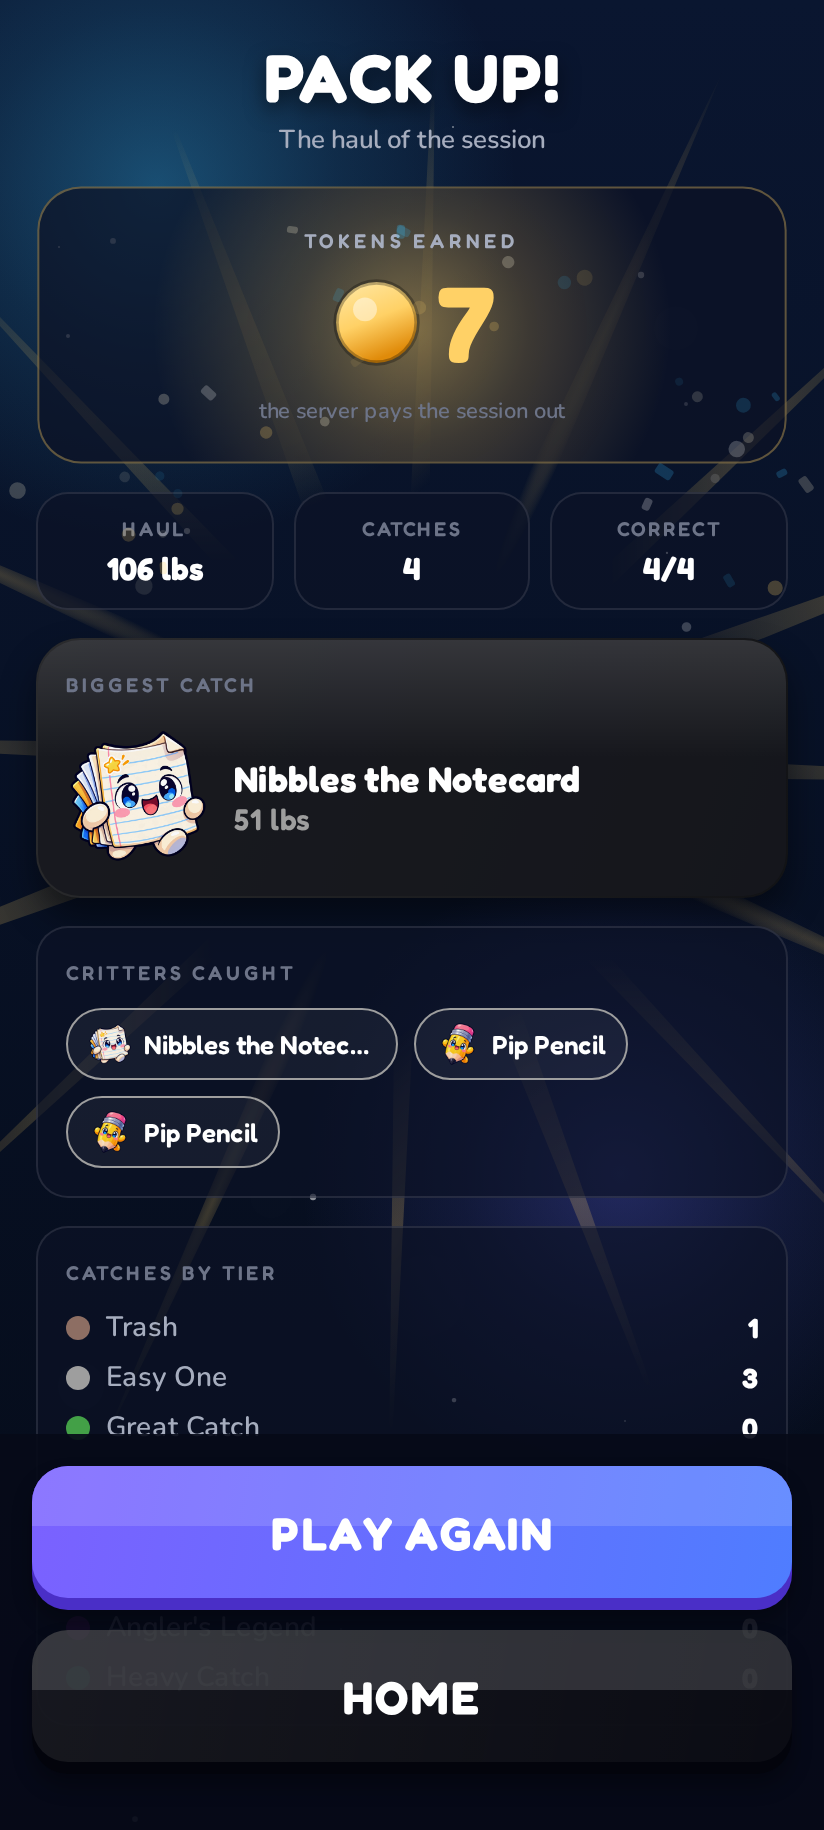 PACK UP!
The haul of the session
TOKENS EARNED
7
the server pays the session out
HAUL
106 lbs
CATCHES
4
CORRECT
4/4
BIGGEST CATCH
Nibbles the Notecard
51 lbs
CRITTERS CAUGHT
Nibbles the Notec...
Pip Pencil
Pip Pencil
CATCHES BY TIER
Trash 1
Easy One 3
Great Catch 0
PLAY AGAIN
Angler's Legend 0
Heavy Catch 0
HOME